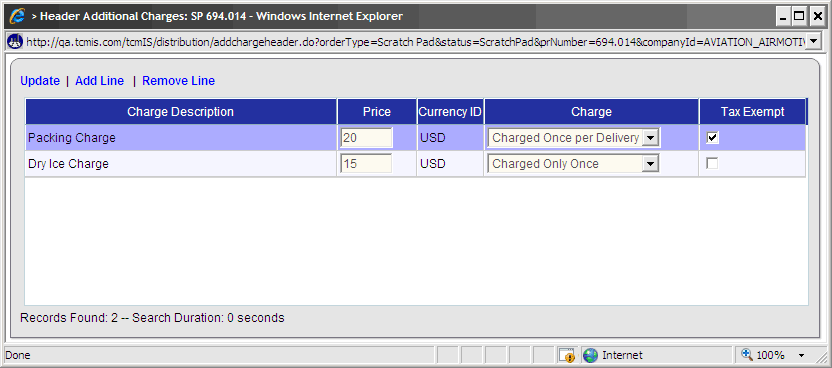 > Header Additional Charges: SP 694.014 - Windows Internet Explorer
http://qa.tcmis.com/tcmIS/distribution/addchargeheader.do?orderType=Scratch Pad&status=ScratchPad&prNumber=694.014&companyId=AVIATION_AIRMOTIV
Update | Add Line | Remove Line
Charge Description Price Currency ID Charge Tax Exempt
Packing Charge 20 USD Charged Once per Delivery
Dry Ice Charge 15 USD Charged Only Once
Records Found: 2 -- Search Duration: 0 seconds
Done Internet 100%